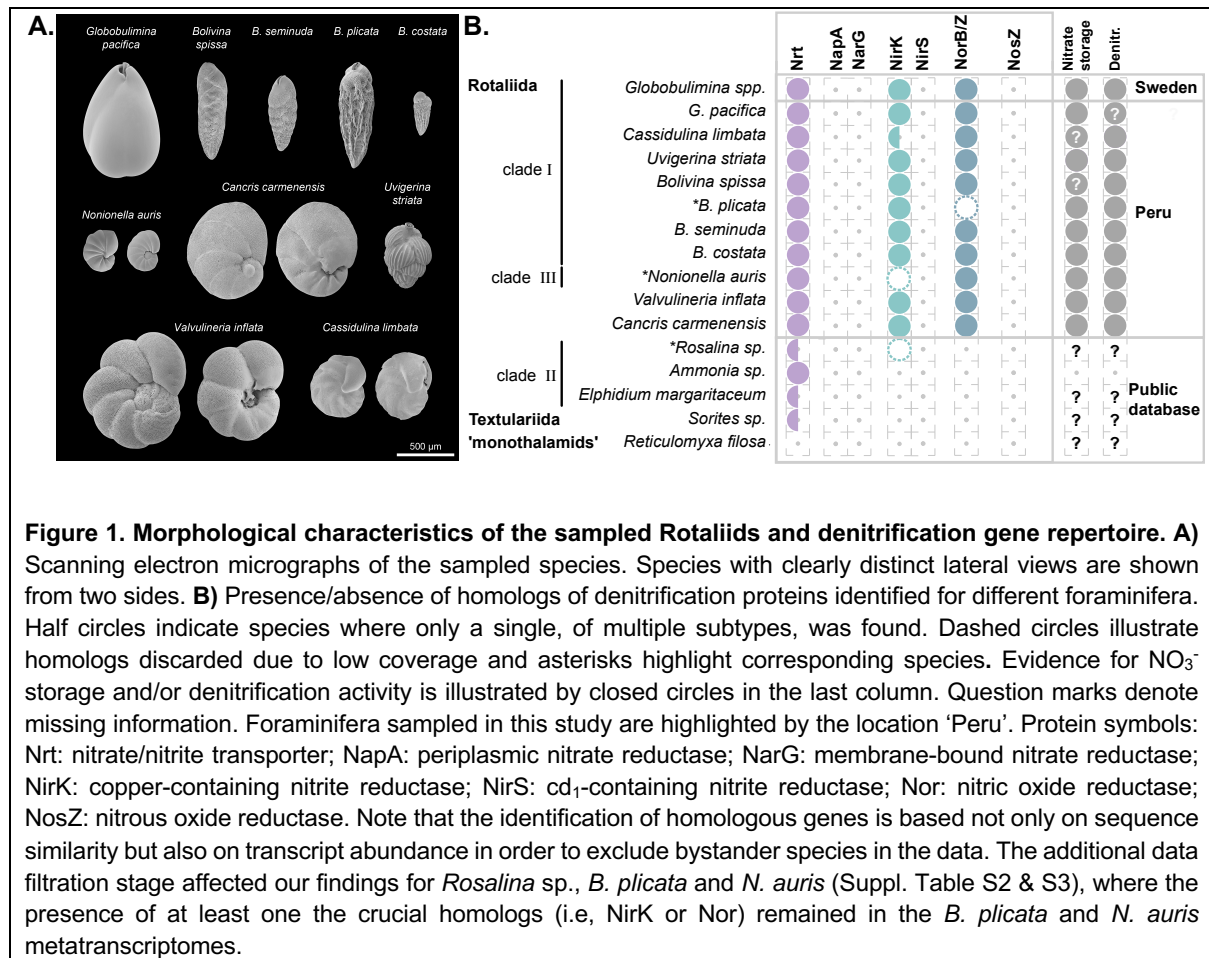 A.
Globobulimina
pacifica
Bolivina
spissa
B. seminuda
B. plicata
B. costata
Cancris carmenensis
Uvigerina
striata
Nonionella auris
Valvulineria inflata
Cassidulina limbata
500 µm
B.
Nrt
NapA
NarG
NirK
NirS
NorB/Z
NosZ
Nitrate
storage
Denitr.
Rotaliida
Globobulimina spp.
Sweden
G. pacifica
?
?
Cassidulina limbata
?
clade I
Uvigerina striata
Bolivina spissa
?
*B. plicata
Peru
B. seminuda
B. costata
clade III
*Nonionella auris
Valvulineria inflata
Cancris carmenensis
*Rosalina sp.
? ?
clade II
Ammonia sp.
Public
database
Elphidium margaritaceum
? ?
Textulariida
Sorites sp.
? ?
'monothalamids'
Reticulomyxa filosa
? ?
Figure 1. Morphological characteristics of the sampled Rotaliids and denitrification gene repertoire. A)
Scanning electron micrographs of the sampled species. Species with clearly distinct lateral views are shown
from two sides. B) Presence/absence of homologs of denitrification proteins identified for different foraminifera.
Half circles indicate species where only a single, of multiple subtypes, was found. Dashed circles illustrate
homologs discarded due to low coverage and asterisks highlight corresponding species. Evidence for NO₃⁻
storage and/or denitrification activity is illustrated by closed circles in the last column. Question marks denote
missing information. Foraminifera sampled in this study are highlighted by the location ‘Peru’. Protein symbols:
Nrt: nitrate/nitrite transporter; NapA: periplasmic nitrate reductase; NarG: membrane-bound nitrate reductase;
NirK: copper-containing nitrite reductase; NirS: cd₁-containing nitrite reductase; Nor: nitric oxide reductase;
NosZ: nitrous oxide reductase. Note that the identification of homologous genes is based not only on sequence
similarity but also on transcript abundance in order to exclude bystander species in the data. The additional data
filtration stage affected our findings for Rosalina sp., B. plicata and N. auris (Suppl. Table S2 & S3), where the
presence of at least one the crucial homologs (i.e, NirK or Nor) remained in the B. plicata and N. auris
metatranscriptomes.